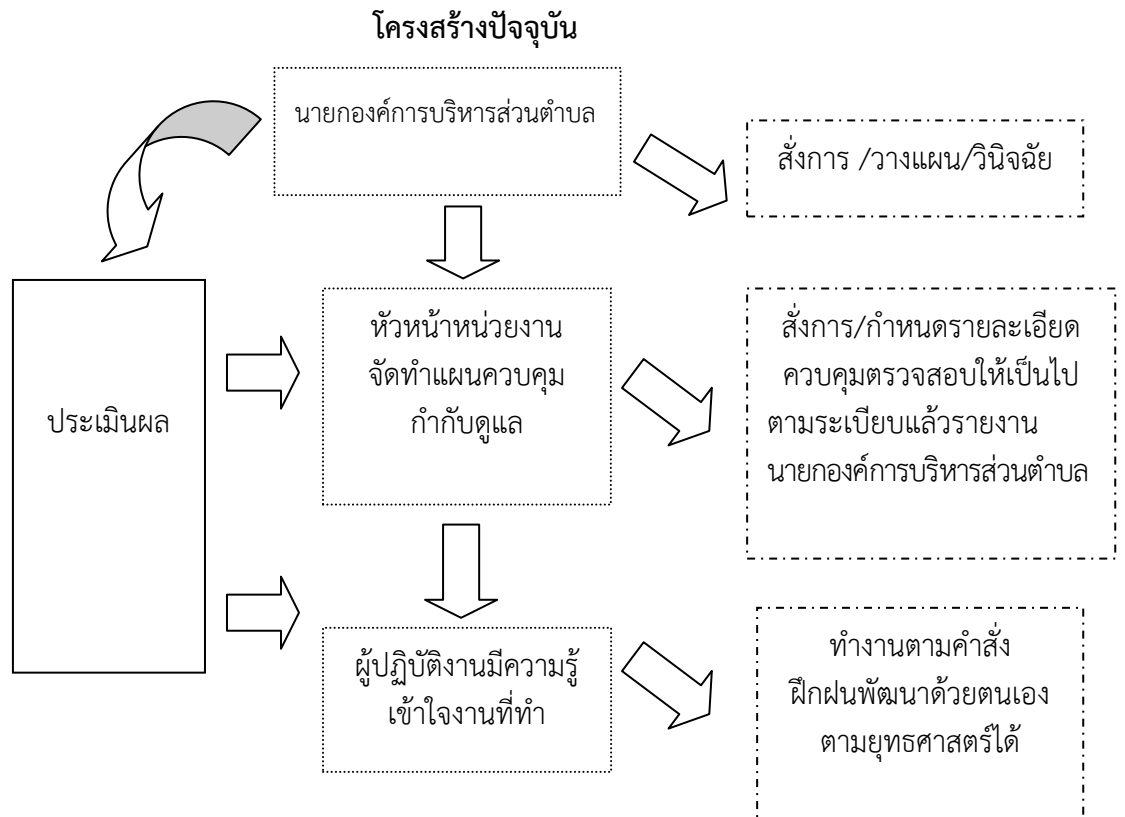 โครงสร้างปัจจุบัน
นายกองค์การบริหารส่วนตำบล
สั่งการ /วางแผน/วินิจฉัย
หัวหน้าหน่วยงาน
จัดทำแผนควบคุม
กำกับดูแล
สั่งการ/กำหนดรายละเอียด
ควบคุมตรวจสอบให้เป็นไป
ตามระเบียบแล้วรายงาน
นายกองค์การบริหารส่วนตำบล
ประเมินผล
ผู้ปฏิบัติงานมีความรู้
เข้าใจงานที่ทำ
ทำงานตามคำสั่ง
ฝึกฝนพัฒนาด้วยตนเอง
ตามยุทธศาสตร์ได้